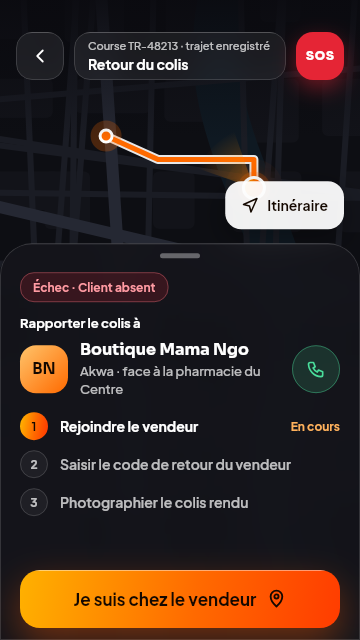 Course TR-48213 · trajet enregistré
Retour du colis
SOS
Itinéraire
Échec · Client absent
Rapporter le colis à
BN
Boutique Mama Ngo
Akwa · face à la pharmacie du
Centre
1 Rejoindre le vendeur En cours
2 Saisir le code de retour du vendeur
3 Photographier le colis rendu
Je suis chez le vendeur